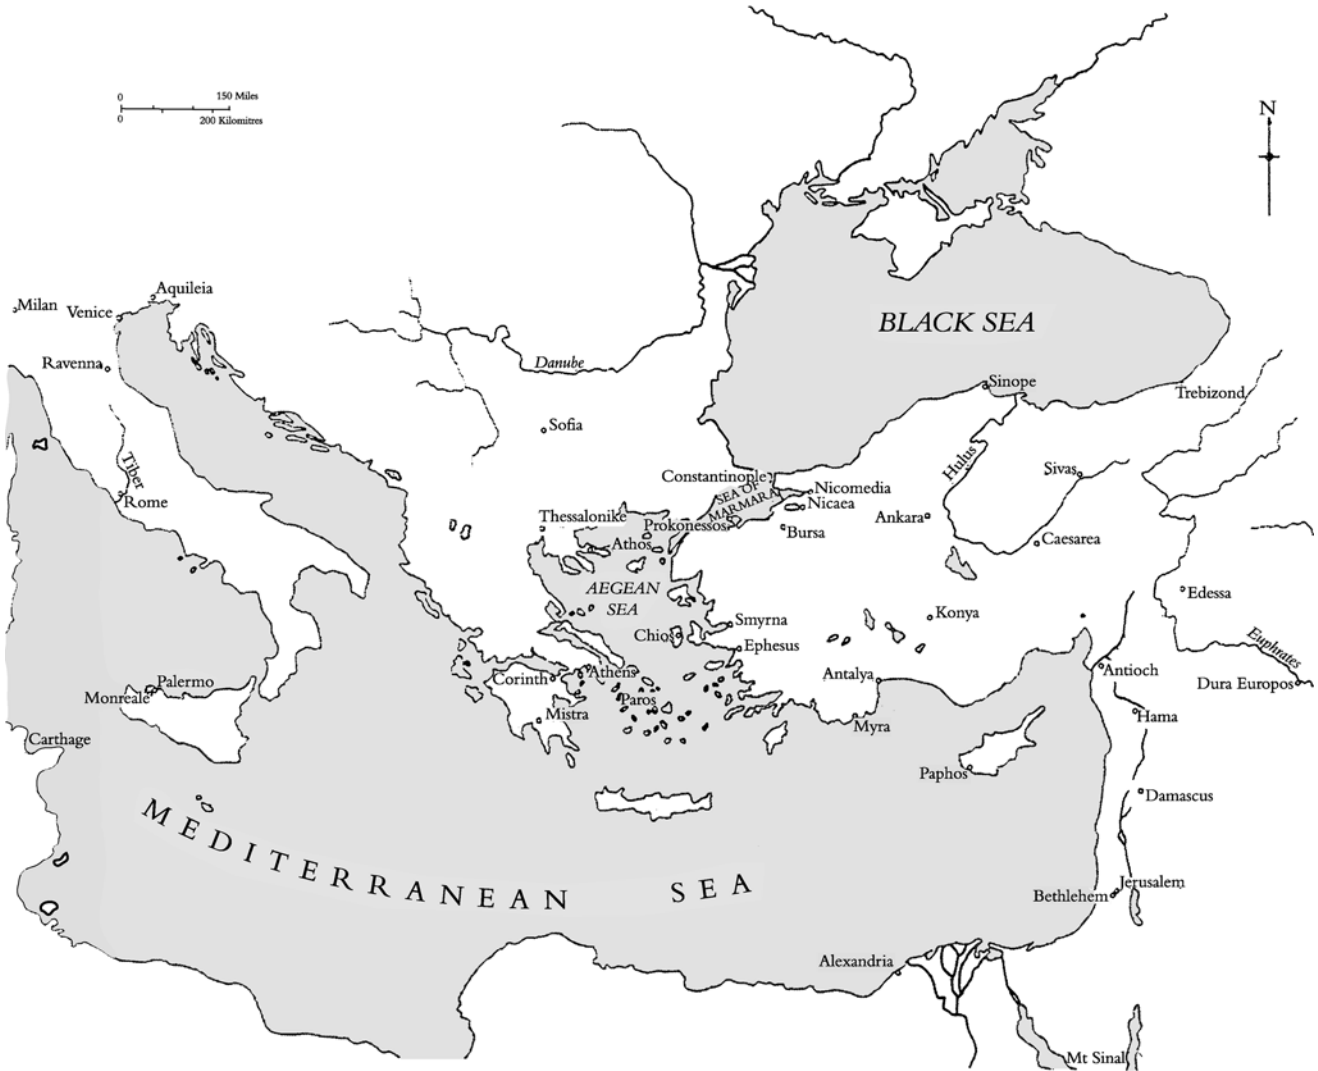 0 150 Miles
0 200 Kilomitres
N
Aquileia
Milan
Venice
BLACK SEA
Ravenna
Danube
Sinope
Trebizond
Sofia
Tiber
Hulus
Sivas
Constantinople
SEA OF
MARMARA
Nicomedia
Rome
Nicaea
Thessalonike
Prokonessos
Ankara
Bursa
Athos
Caesarea
AEGEAN
SEA
Edessa
Konya
Smyrna
Chios
Ephesus
Euphrates
Athens
Corinth
Antalya
Antioch
Palermo
Dura Europos
Monreale
Paros
Mistra
Hama
Myra
Carthage
Paphos
Damascus
MEDITERRANEAN SEA
Jerusalem
Bethlehem
Alexandria
Mt Sinal